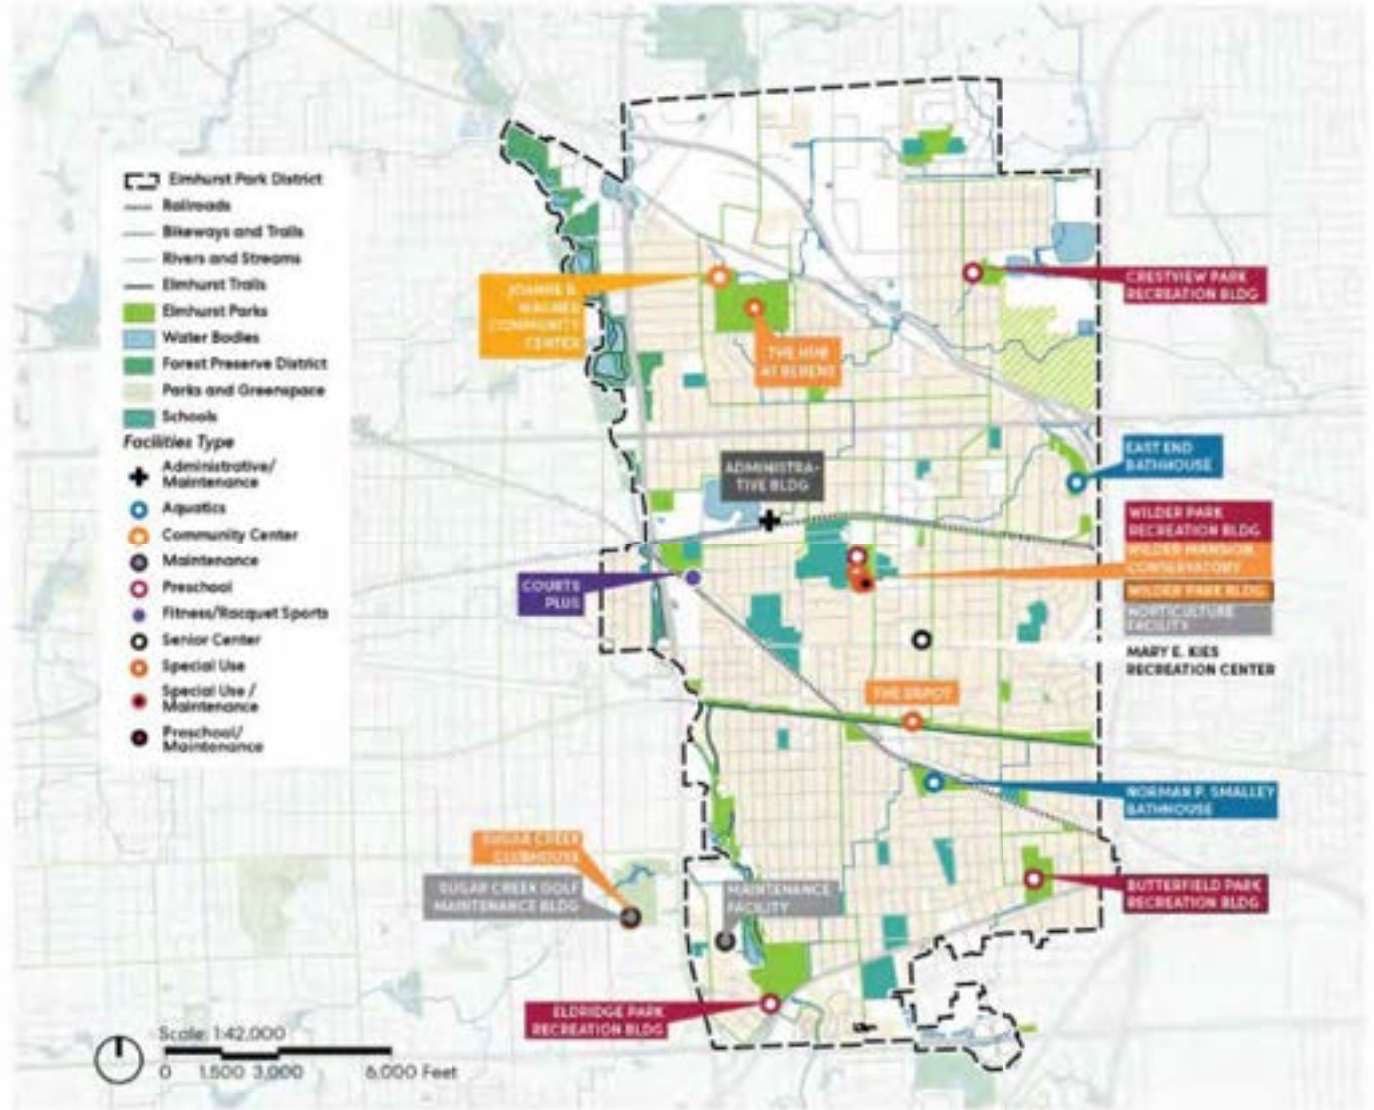 Elmhurst Park District
Railroads
Bikeways and Trails
Rivers and Streams
Elmhurst Trails
Elmhurst Parks
Water Bodies
Forest Preserve District
Parks and Greenspace
Schools
Facilities Type
Administrative/
Maintenance
Aquatics
Community Center
Maintenance
Preschool
Fitness/Racquet Sports
Senior Center
Special Use
Special Use /
Maintenance
Preschool/
Maintenance
JOANNE B.
WAGNER
COMMUNITY
CENTER
THE HUB
AT BERENS
CRESTVIEW PARK
RECREATION BLDG
EAST END
BATHHOUSE
ADMINISTRA-
TIVE BLDG
WILDER PARK
RECREATION BLDG
WILDER MANSION
CONSERVATORY
WILDER PARK BLDG
HORTICULTURE
FACILITY
COURTS
PLUS
MARY E. KIES
RECREATION CENTER
THE DEPOT
NORMAN P. SMALLEY
BATHHOUSE
SUGAR CREEK
CLUBHOUSE
SUGAR CREEK GOLF
MAINTENANCE BLDG
MAINTENANCE
FACILITY
BUTTERFIELD PARK
RECREATION BLDG
ELDRIDGE PARK
RECREATION BLDG
Scale: 1:42,000
0 1,500 3,000 6,000 Feet